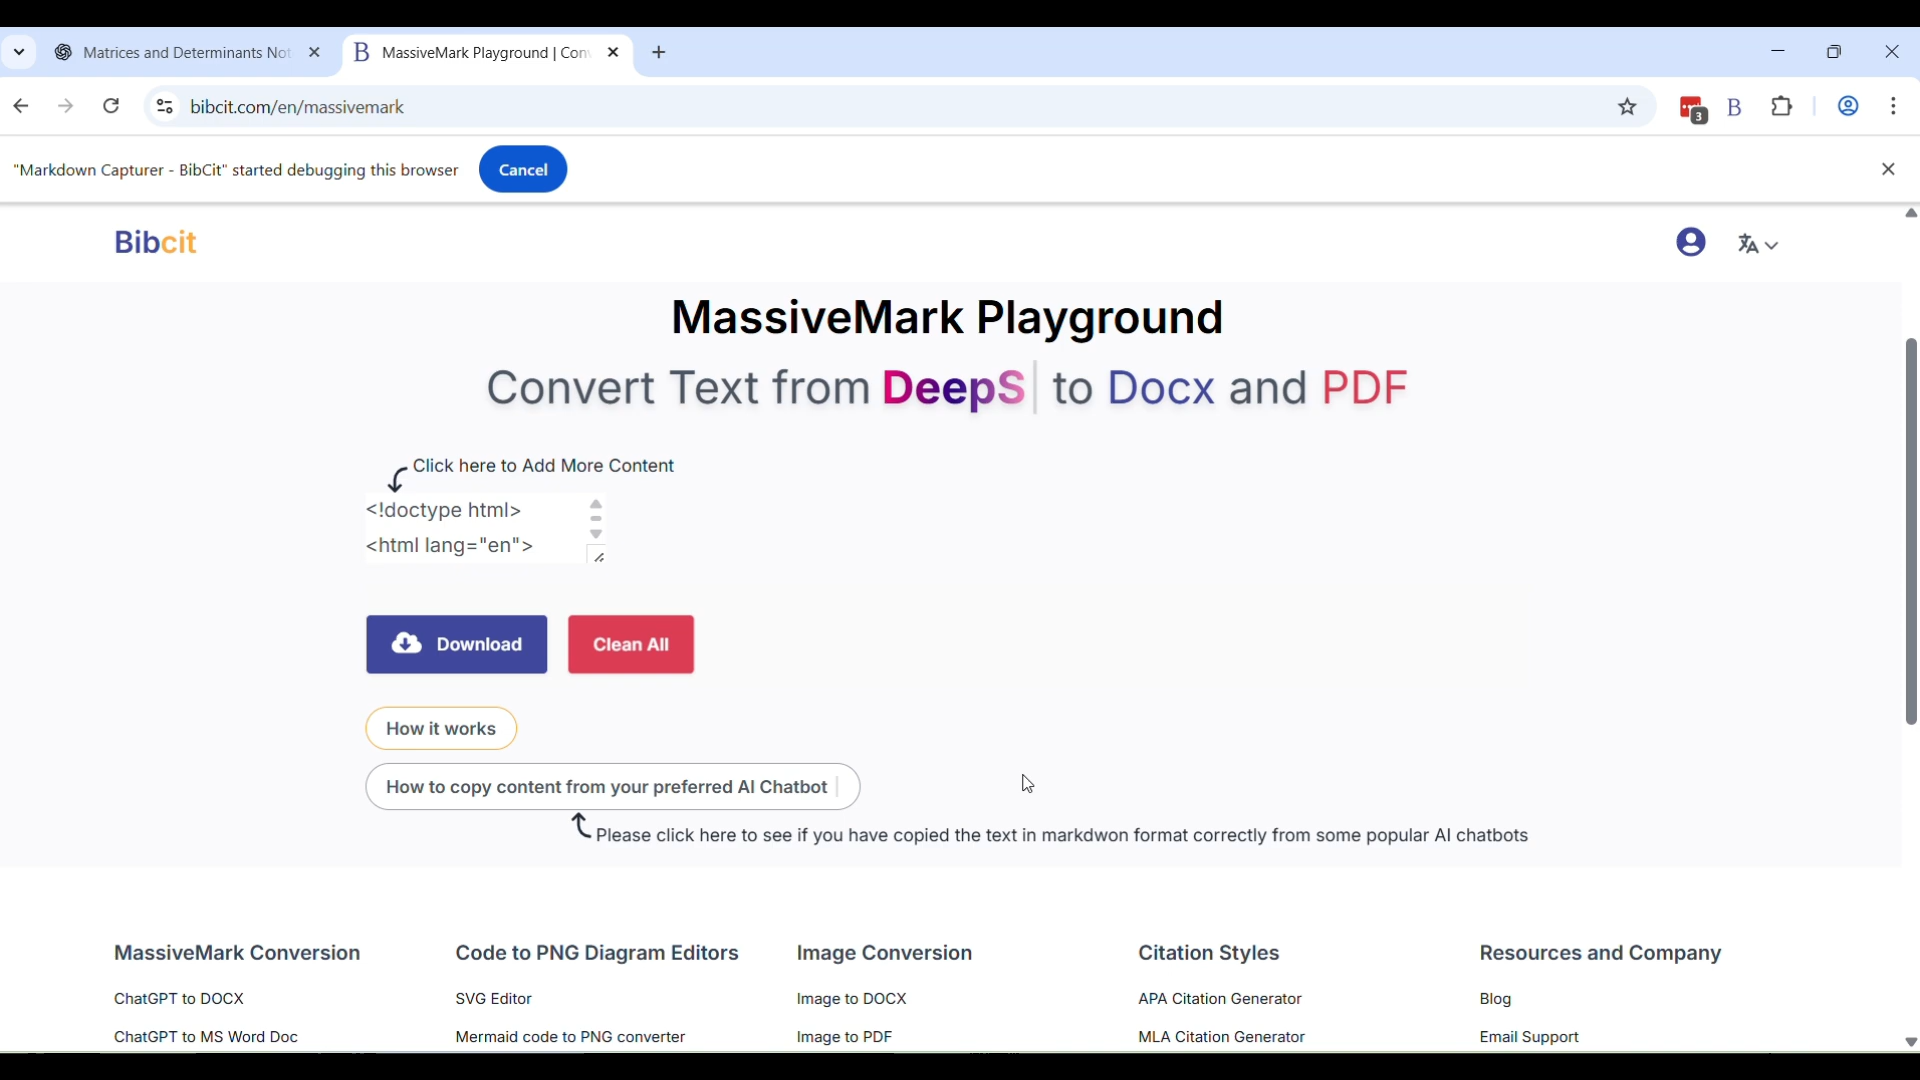 Matrices and Determinants Not
MassiveMark Playground | Con
bibcit.com/en/massivemark
3
B
"Markdown Capturer - BibCit" started debugging this browser
Cancel
Bibcit
MassiveMark Playground
Convert Text from DeepS to Docx and PDF
Click here to Add More Content
<!doctype html>
<html lang="en">
Download
Clean All
How it works
How to copy content from your preferred AI Chatbot
Please click here to see if you have copied the text in markdwon format correctly from some popular AI chatbots
MassiveMark Conversion
Code to PNG Diagram Editors
Image Conversion
Citation Styles
Resources and Company
ChatGPT to DOCX
SVG Editor
Image to DOCX
APA Citation Generator
Blog
ChatGPT to MS Word Doc
Mermaid code to PNG converter
Image to PDF
MLA Citation Generator
Email Support